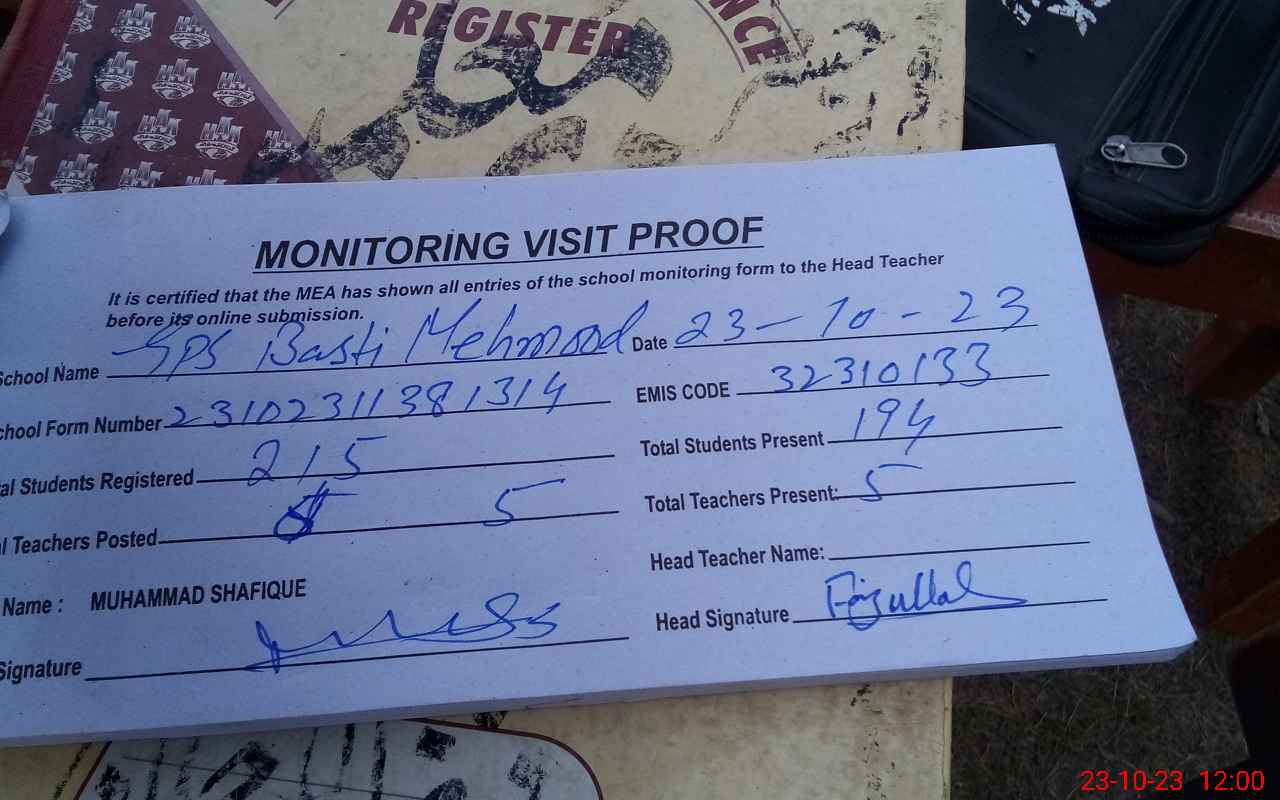 REGISTER
MONITORING VISIT PROOF
It is certified that the MEA has shown all entries of the school monitoring form to the Head Teacher
before its online submission.
School Name GPS Basti Mehmood Date 23-10-23
chool Form Number 23102311381314 EMIS CODE 32310133
al Students Registered 215 Total Students Present 194
l Teachers Posted 5 Total Teachers Present: 5
Name : MUHAMMAD SHAFIQUE Head Teacher Name:
Signature Head Signature Faizullah
23-10-23 12:00